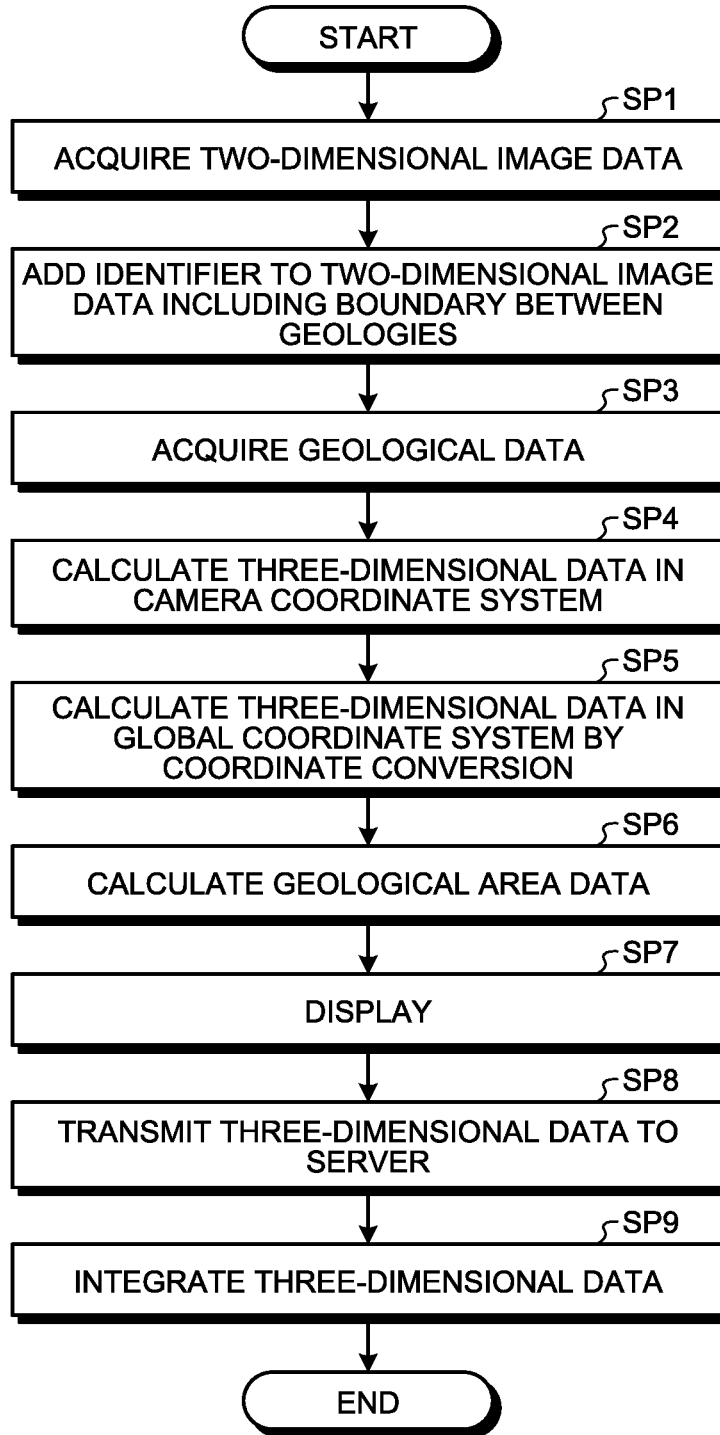 START
SP1
ACQUIRE TWO-DIMENSIONAL IMAGE DATA
SP2
ADD IDENTIFIER TO TWO-DIMENSIONAL IMAGE
DATA INCLUDING BOUNDARY BETWEEN
GEOLOGIES
SP3
ACQUIRE GEOLOGICAL DATA
SP4
CALCULATE THREE-DIMENSIONAL DATA IN
CAMERA COORDINATE SYSTEM
SP5
CALCULATE THREE-DIMENSIONAL DATA IN
GLOBAL COORDINATE SYSTEM BY
COORDINATE CONVERSION
SP6
CALCULATE GEOLOGICAL AREA DATA
SP7
DISPLAY
SP8
TRANSMIT THREE-DIMENSIONAL DATA TO
SERVER
SP9
INTEGRATE THREE-DIMENSIONAL DATA
END